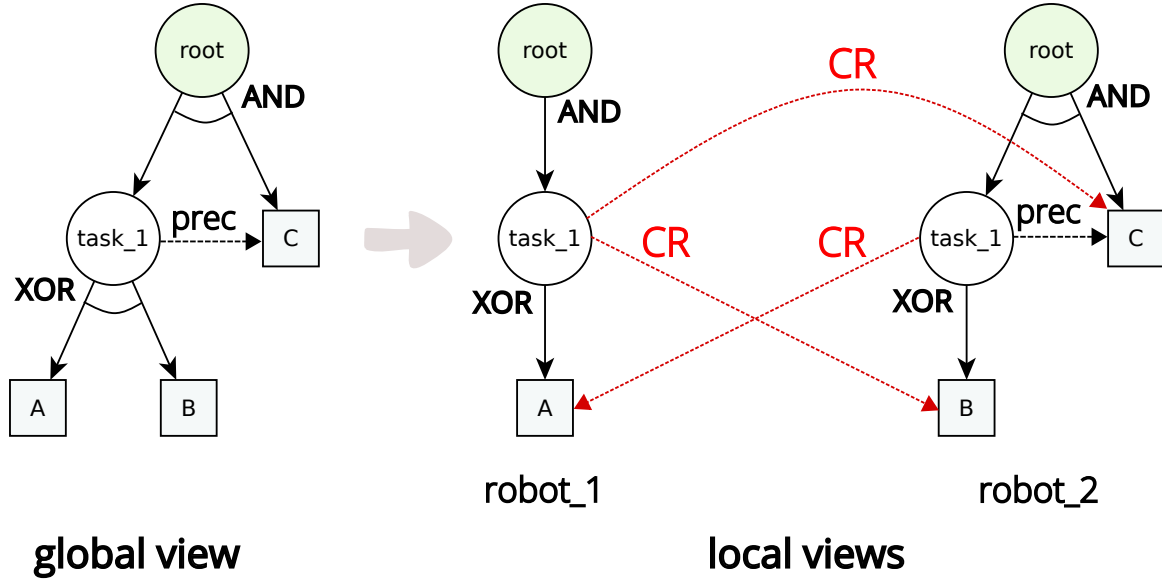 root
AND
task_1
prec
C
XOR
A
B
global view
root
AND
task_1
XOR
A
robot_1
CR
CR
CR
root
AND
task_1
prec
C
XOR
B
robot_2
local views